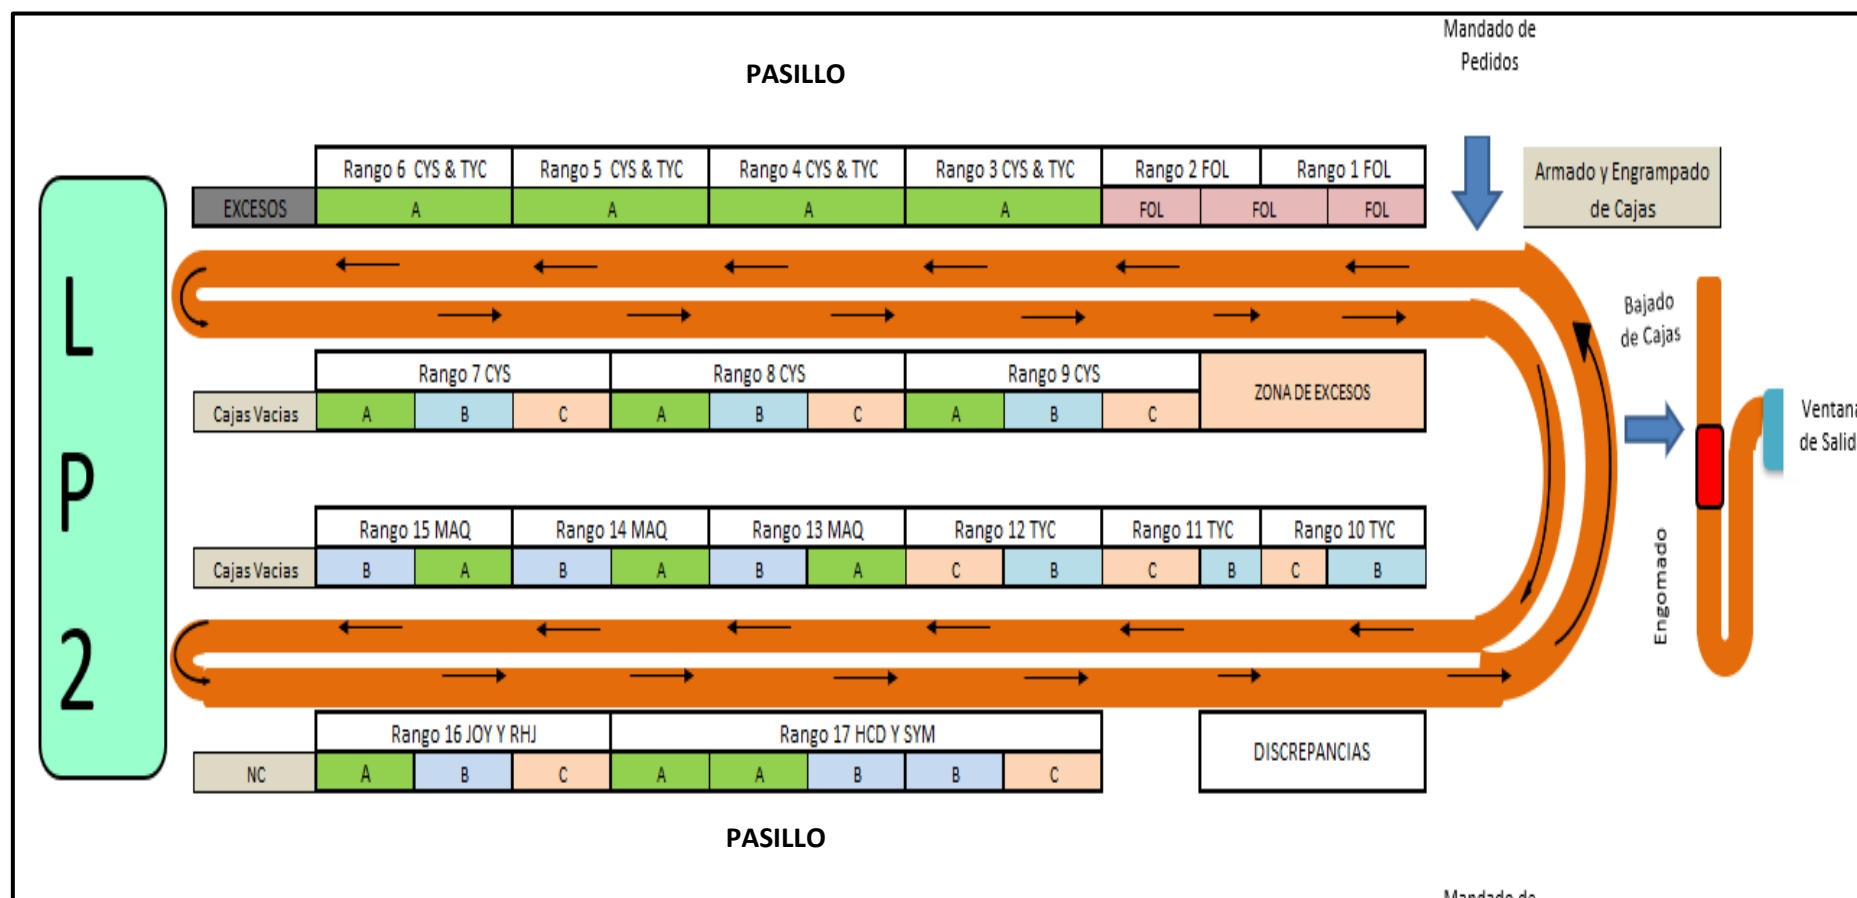 Mandado de
Pedidos
PASILLO
Rango 6 CYS & TYC
Rango 5 CYS & TYC
Rango 4 CYS & TYC
Rango 3 CYS & TYC
Rango 2 FOL
Rango 1 FOL
Armado y Engrampado
de Cajas
EXCESOS
A
A
A
A
FOL
FOL
FOL
L
P
2
Bajado
de Cajas
Rango 7 CYS
Rango 8 CYS
Rango 9 CYS
ZONA DE EXCESOS
Cajas Vacias
A
B
C
A
B
C
A
B
C
Ventana
de Salid
Rango 15 MAQ
Rango 14 MAQ
Rango 13 MAQ
Rango 12 TYC
Rango 11 TYC
Rango 10 TYC
Cajas Vacias
B
A
B
A
B
A
C
B
C
B
C
B
Engomado
Rango 16 JOY Y RHJ
Rango 17 HCD Y SYM
DISCREPANCIAS
NC
A
B
C
A
A
B
B
C
PASILLO
Mandado de